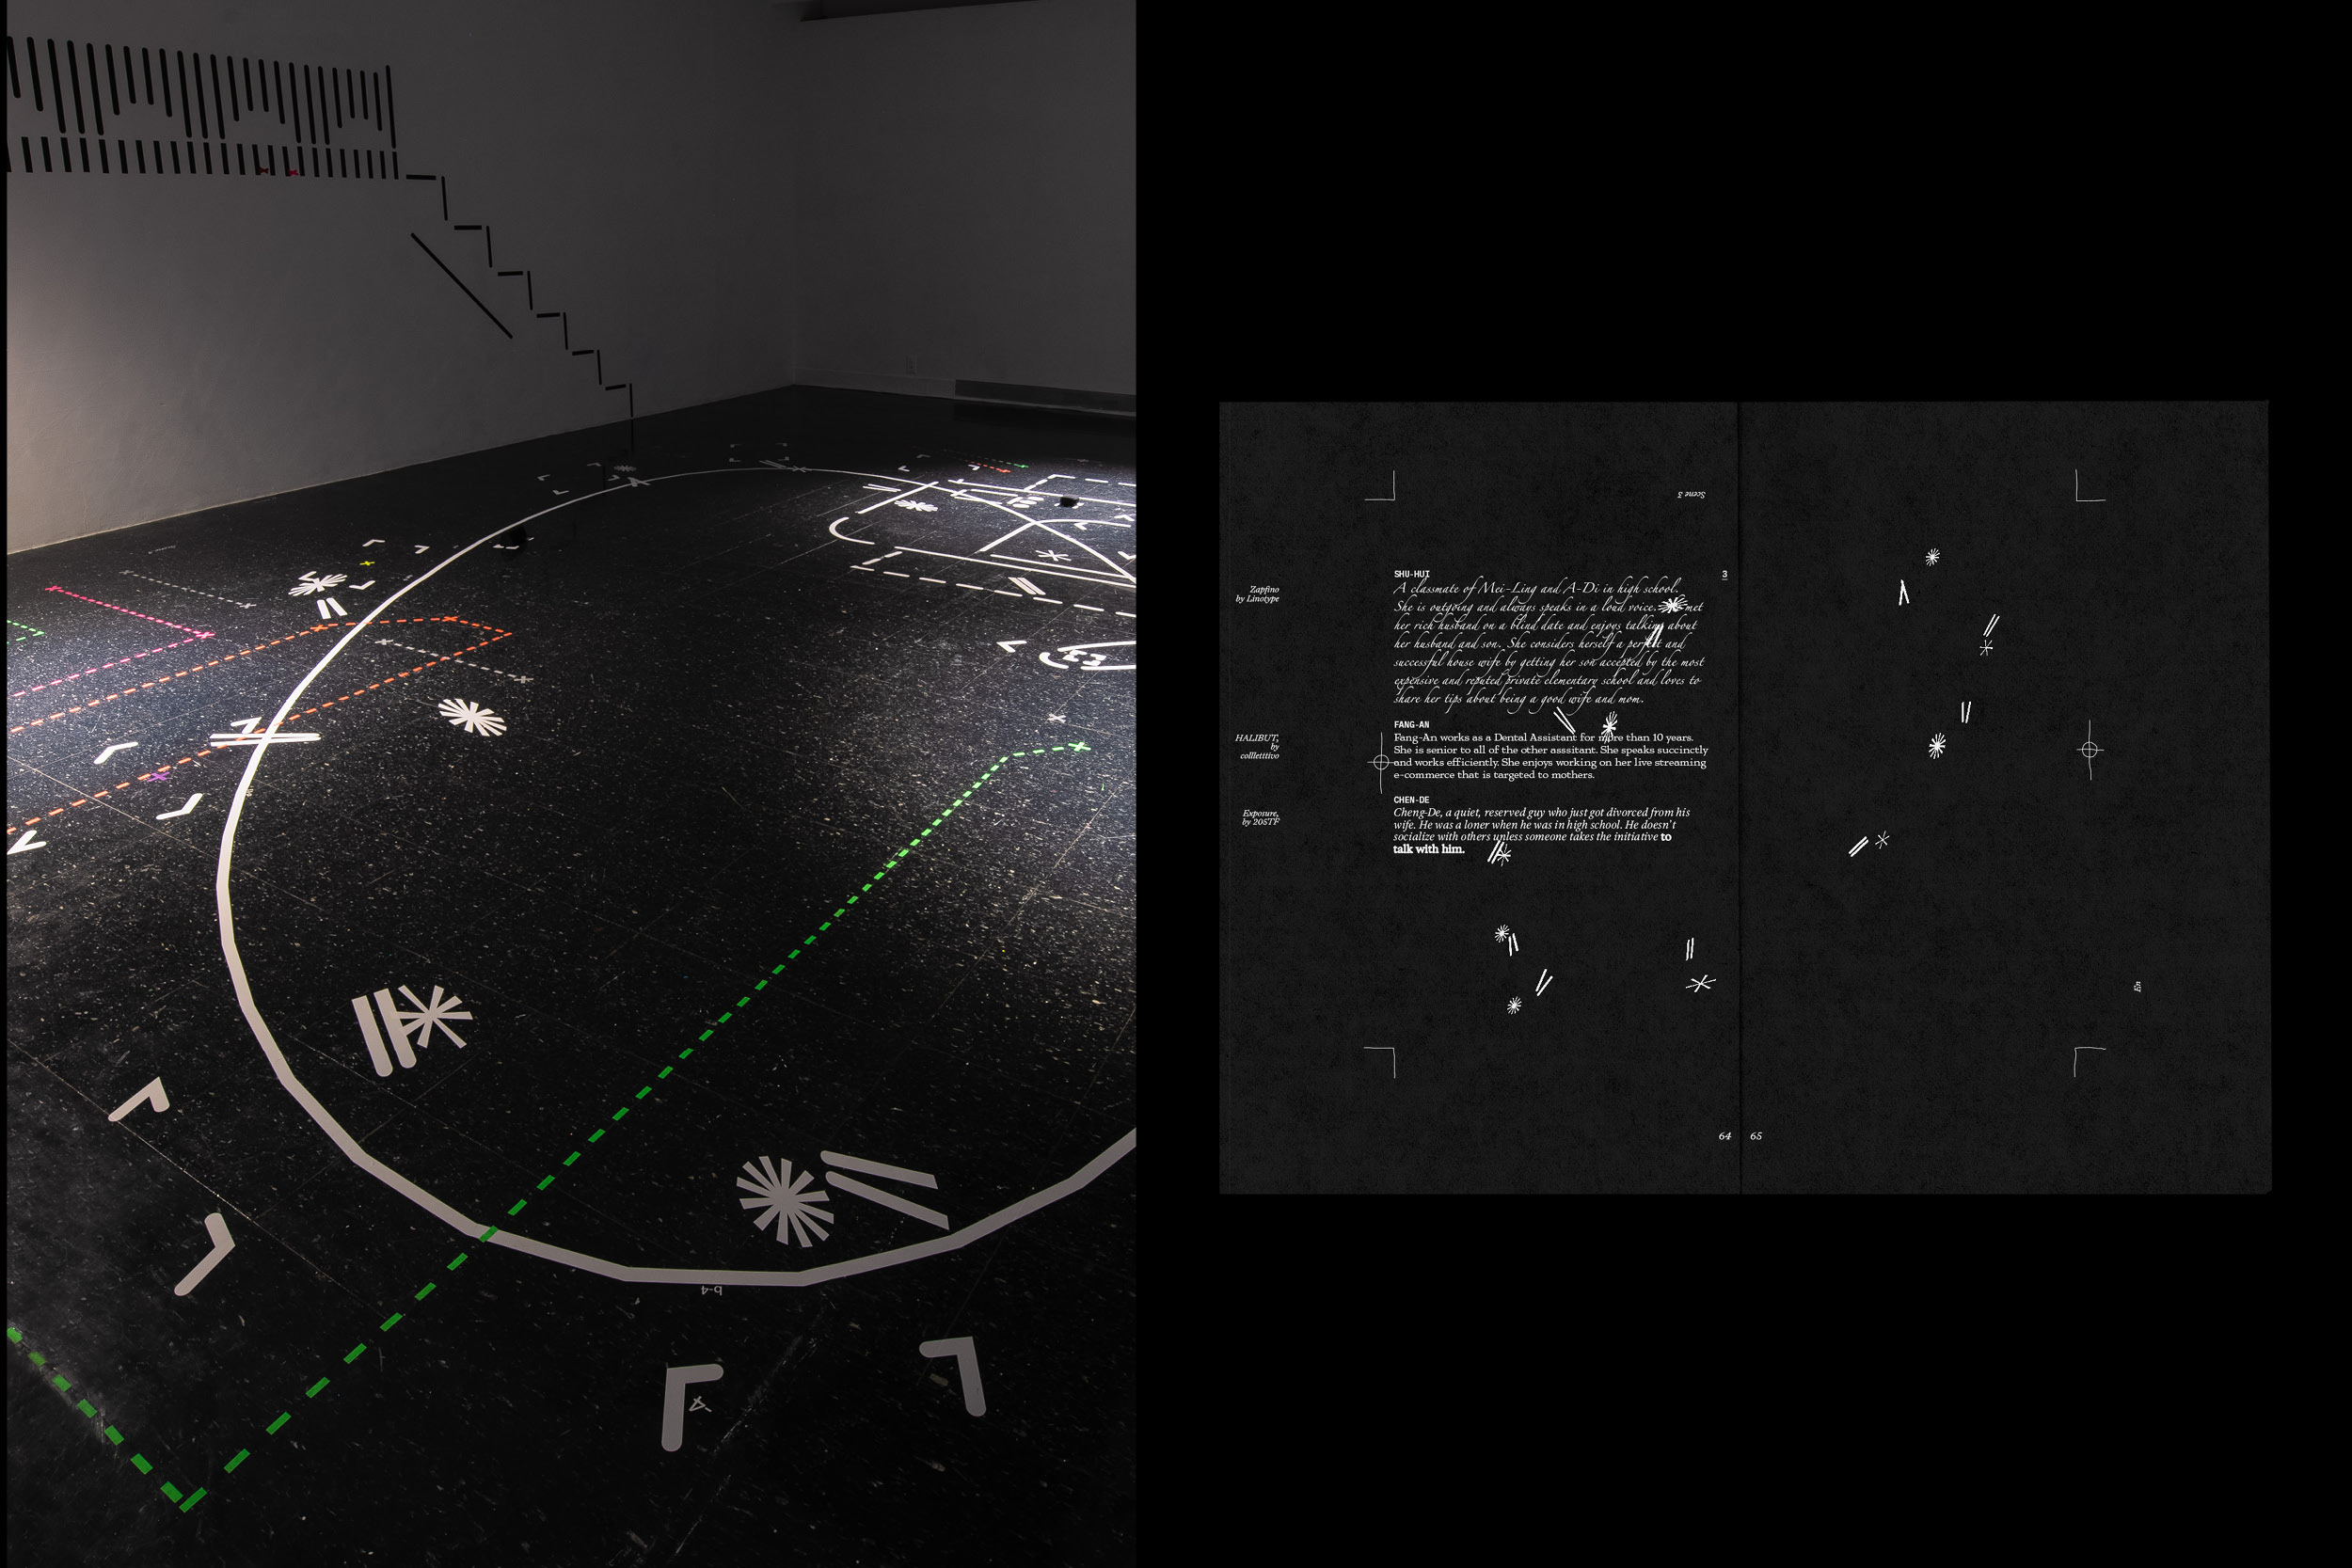 b-4
Scene 3
Zapfino
by Linotype
SHU-HUI
3
A classmate of Mei-Ling and A-Di in high school.
She is outgoing and always speaks in a loud voice. met
her rich husband on a blind date and enjoys talking about
her husband and son. She considers herself a perfect and
successful house wife by getting her son accepted by the most
expensive and reputed private elementary school and loves to
share her tips about being a good wife and mom.
HALIBUT,
by
collletttivo
FANG-AN
Fang-An works as a Dental Assistant for more than 10 years.
She is senior to all of the other asssitant. She speaks succinctly
and works efficiently. She enjoys working on her live streaming
e-commerce that is targeted to mothers.
Exposure,
by 205TF
CHEN-DE
Cheng-De, a quiet, reserved guy who just got divorced from his
wife. He was a loner when he was in high school. He doesn't
socialize with others unless someone takes the initiative to
talk with him.
En
64 65